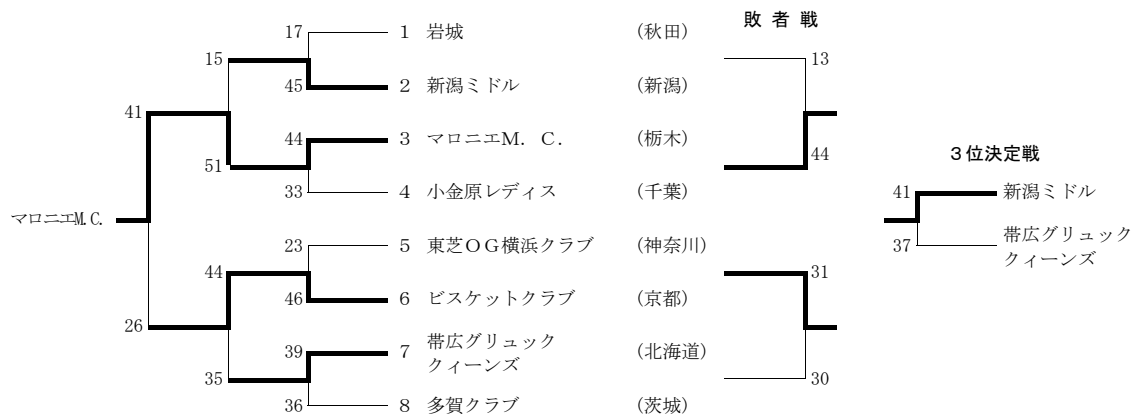 敗者戦
17 1 岩城 (秋田)
15 13
45 2 新潟ミドル (新潟)
41
44 3 マロニエM．C． (栃木)
51 44
3位決定戦
33 4 小金原レディス (千葉)
41 新潟ミドル
マロニエM.C.
23 5 東芝OG横浜クラブ (神奈川)
37 帯広グリュック
クィーンズ
44 31
46 6 ビスケットクラブ (京都)
26
帯広グリュック
39 7 (北海道)
クィーンズ
35 30
36 8 多賀クラブ (茨城)